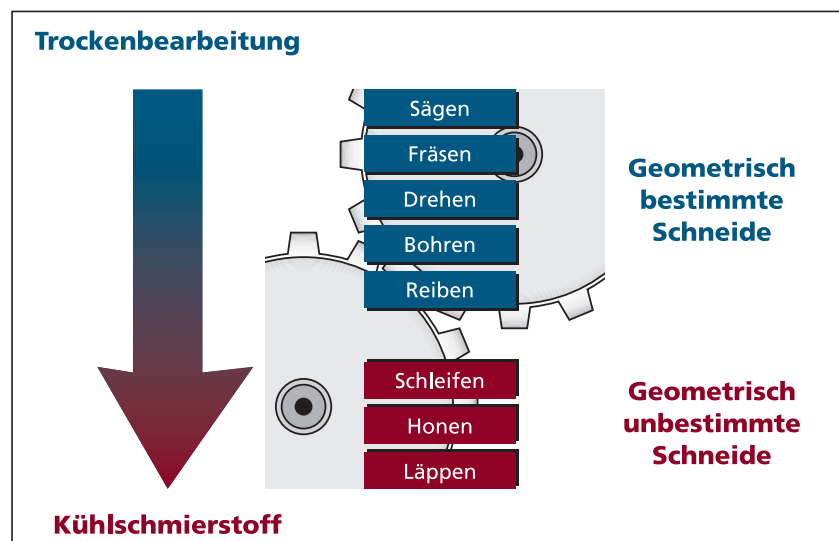 Trockenbearbeitung
Sägen
Fräsen
Drehen
Bohren
Reiben
Geometrisch
bestimmte
Schneide
Schleifen
Honen
Läppen
Geometrisch
unbestimmte
Schneide
Kühlschmierstoff